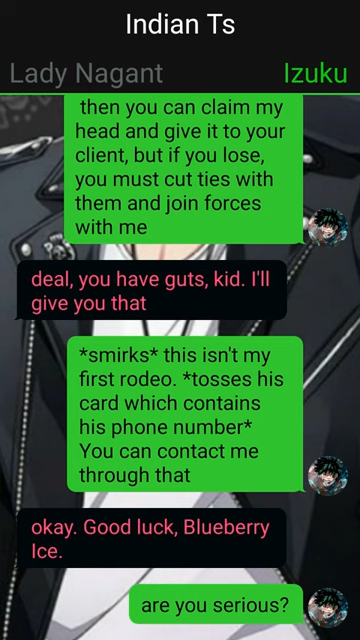 Indian Ts
Lady Nagant
Izuku
then you can claim my
head and give it to your
client, but if you lose,
you must cut ties with
them and join forces
with me
deal, you have guts, kid. I'll
give you that
*smirks* this isn't my
first rodeo. *tosses his
card which contains
his phone number*
You can contact me
through that
okay. Good luck, Blueberry
Ice.
are you serious?